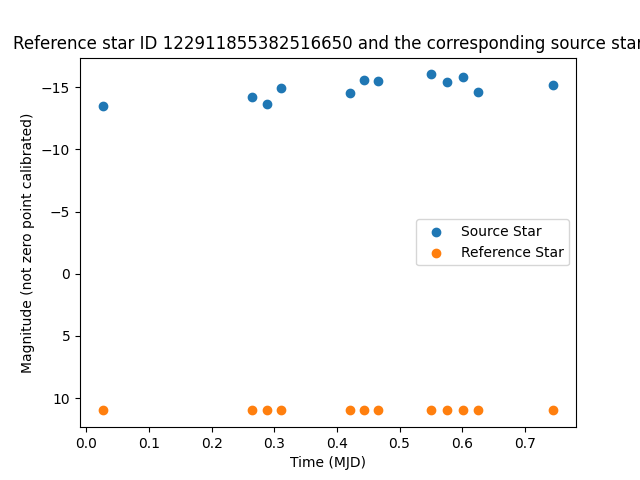 Reference star ID 122911855382516650 and the corresponding source star
−15
−10
−5
0
5
10
Magnitude (not zero point calibrated)
Source Star
Reference Star
0.0 0.1 0.2 0.3 0.4 0.5 0.6 0.7
Time (MJD)